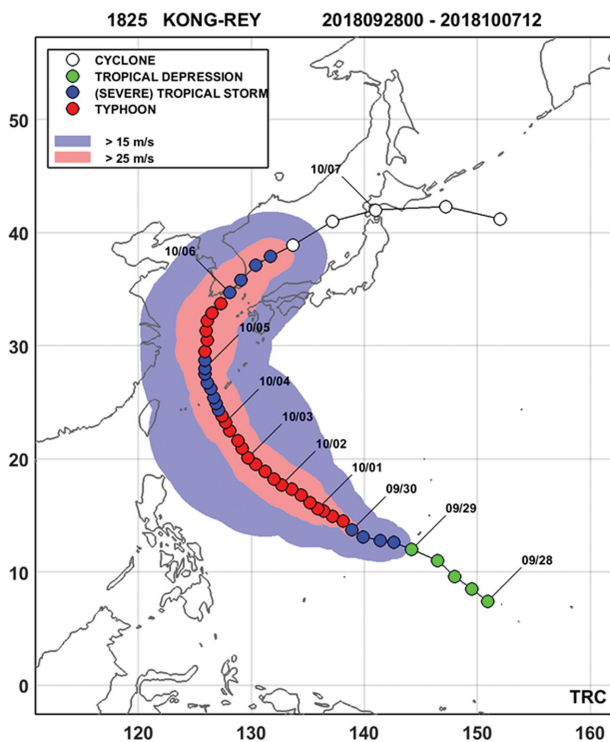 1825 KONG-REY 2018092800 - 2018100712
CYCLONE
TROPICAL DEPRESSION
(SEVERE) TROPICAL STORM
TYPHOON
> 15 m/s
> 25 m/s
50
40
30
20
10
0
10/07
10/06
10/05
10/04
10/03
10/02
10/01
09/30
09/29
09/28
TRC
120 130 140 150 160